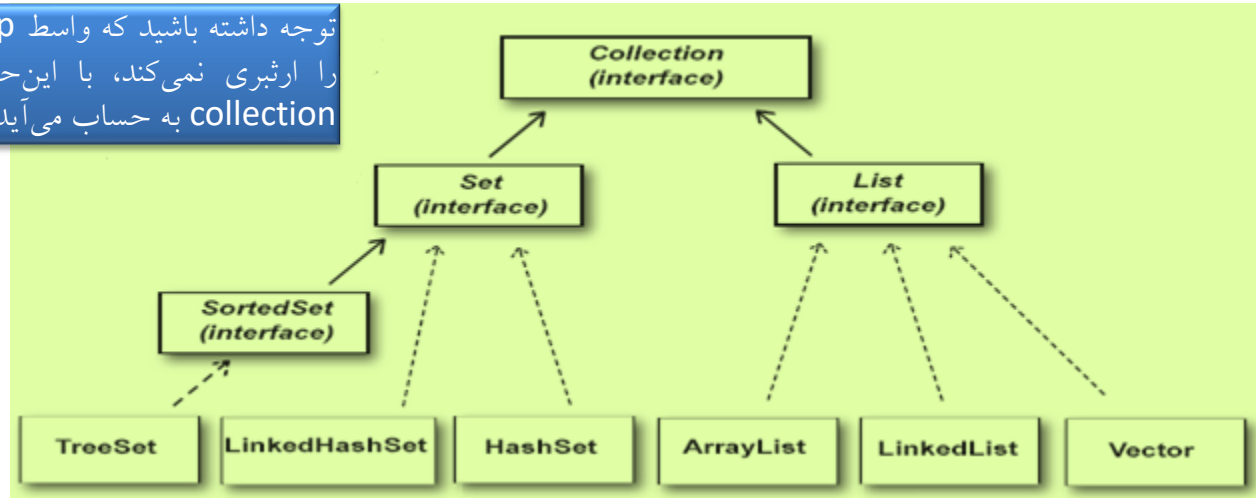 توجه داشته باشید که واسط
را ارثبری نمی‌کند، با این
collection به حساب می‌آید
Collection
(interface)
Set
(interface)
List
(interface)
SortedSet
(interface)
TreeSet
LinkedHashSet
HashSet
ArrayList
LinkedList
Vector